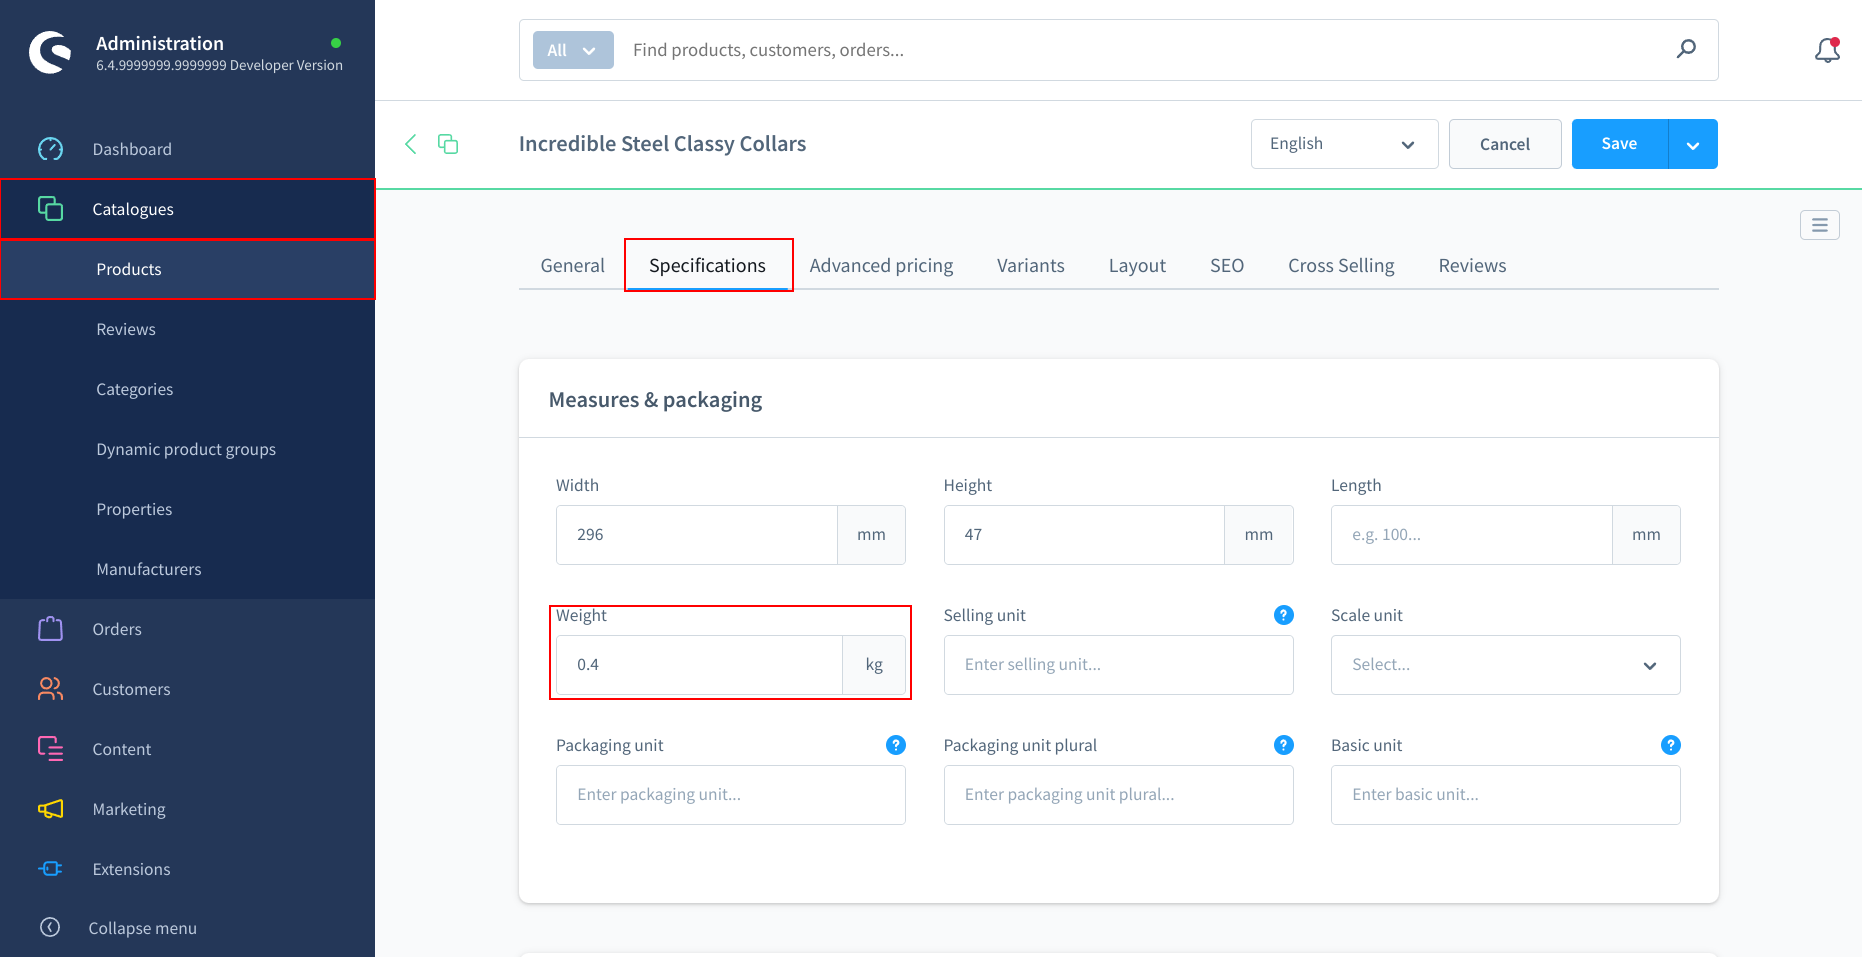 Administration
6.4.9999999.9999999 Developer Version
Dashboard
Catalogues
Products
Reviews
Categories
Dynamic product groups
Properties
Manufacturers
Orders
Customers
Content
Marketing
Extensions
Collapse menu
All
Find products, customers, orders...
Incredible Steel Classy Collars
English
Cancel
Save
General
Specifications
Advanced pricing
Variants
Layout
SEO
Cross Selling
Reviews
Measures & packaging
Width
Height
Length
296
mm
47
mm
e.g. 100...
mm
Weight
Selling unit
?
Scale unit
0.4
kg
Enter selling unit...
Select...
Packaging unit
?
Packaging unit plural
?
Basic unit
?
Enter packaging unit...
Enter packaging unit plural...
Enter basic unit...